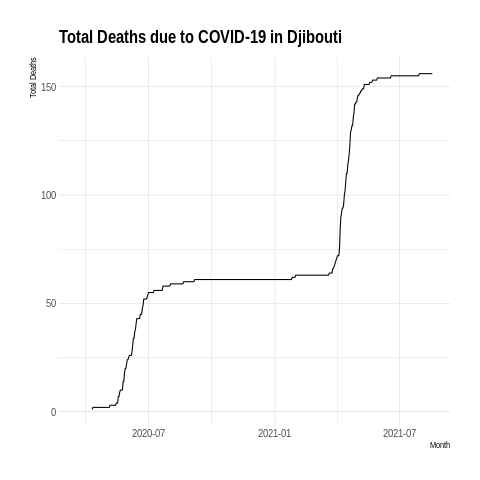 Total Deaths due to COVID-19 in Djibouti
Total Deaths
150
100
50
0
2020-07 2021-01 2021-07
Month